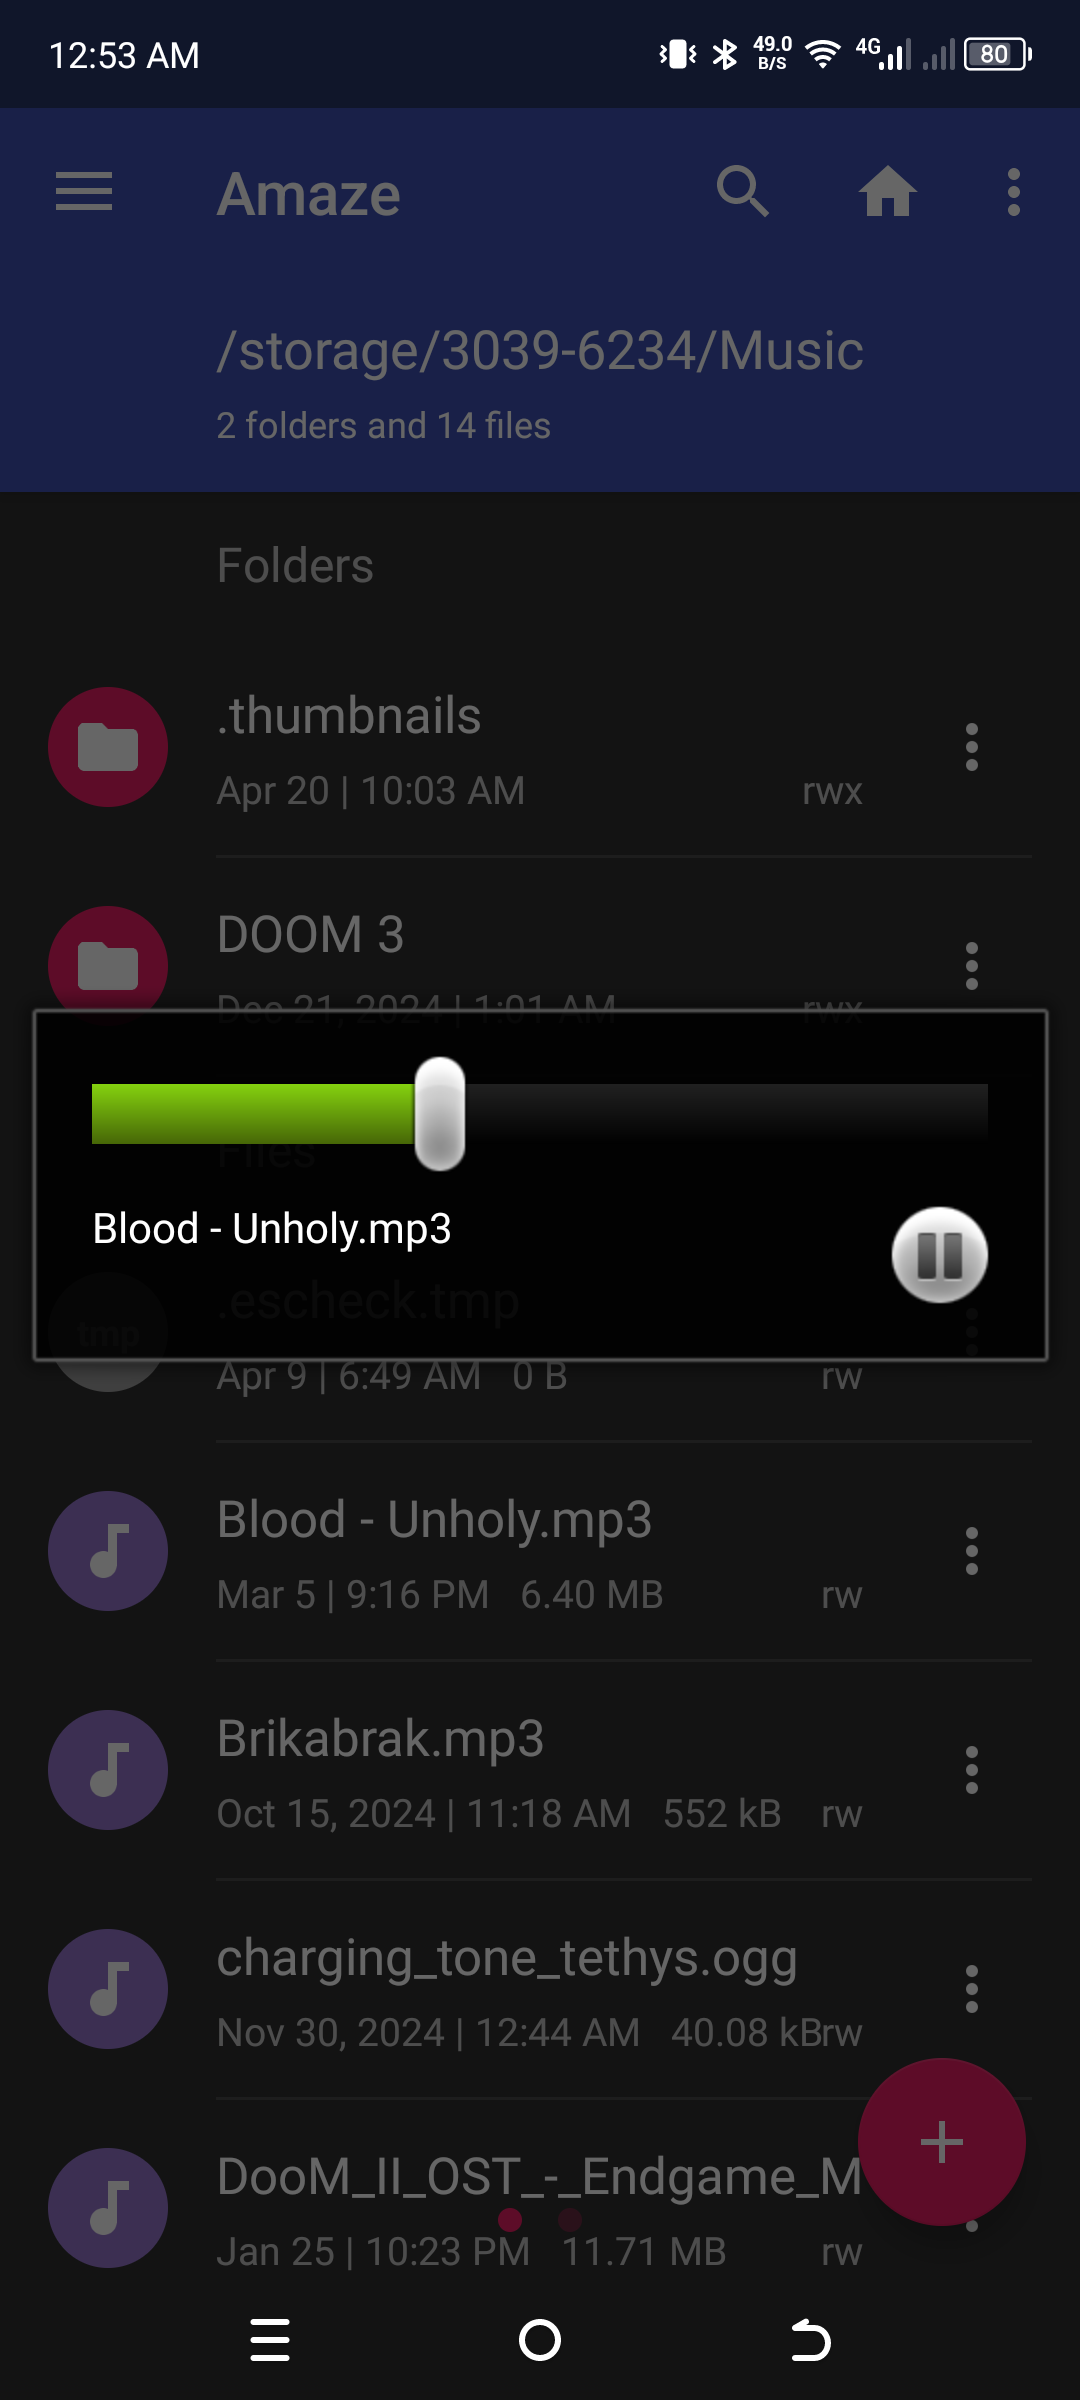 12:53 AM
49.0
B/S
4G
80
Amaze
/storage/3039-6234/Music
2 folders and 14 files
Folders
.thumbnails
Apr 20 | 10:03 AM rwx
DOOM 3
Dec 21, 2024 | 1:01 AM rwx
Files
Blood - Unholy.mp3
.escheck.tmp
tmp
Apr 9 | 6:49 AM 0 B rw
Blood - Unholy.mp3
Mar 5 | 9:16 PM 6.40 MB rw
Brikabrak.mp3
Oct 15, 2024 | 11:18 AM 552 kB rw
charging_tone_tethys.ogg
Nov 30, 2024 | 12:44 AM 40.08 kBrw
DooM_II_OST_-_Endgame_M
Jan 25 | 10:23 PM 11.71 MB rw